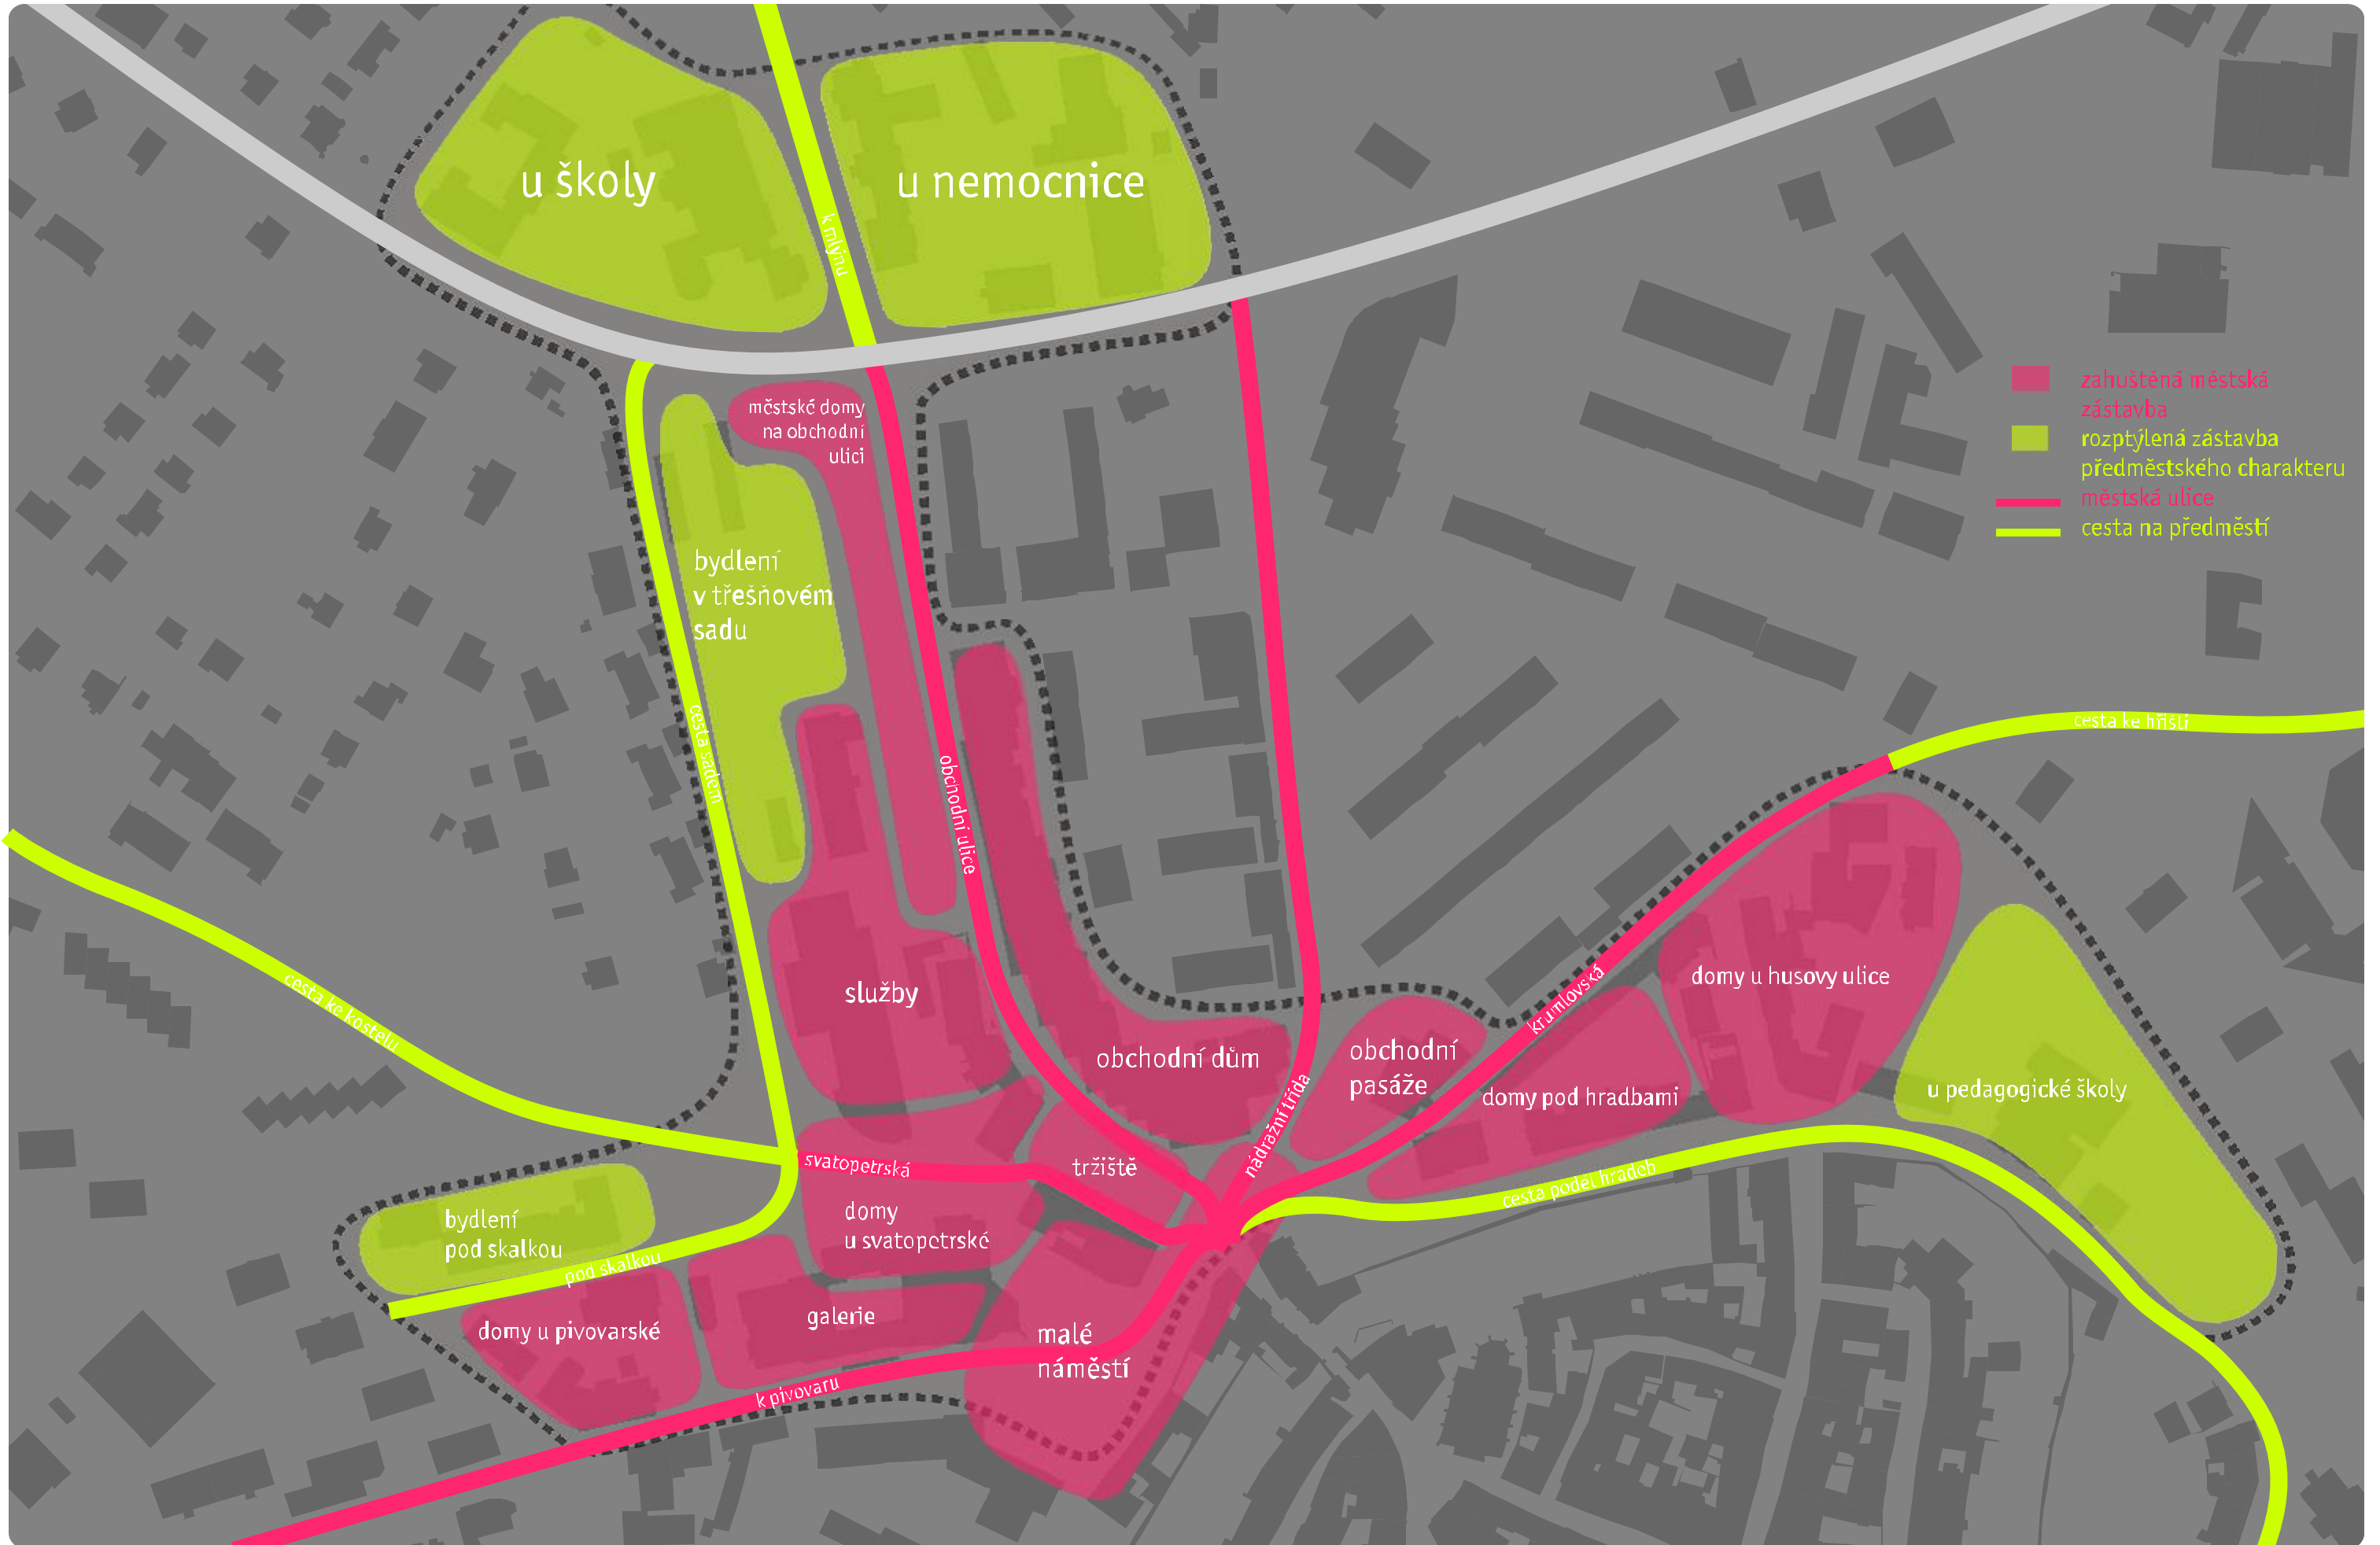 u školy
u nemocnice
k mlýnu
zahuštěná městská
zástavba
rozptýlená zástavba
předměstského charakteru
městská ulice
cesta na předměstí
městské domy
na obchodní
ulici
bydlení
v třešňovém
sadu
cesta sadem
obchodní ulice
cesta ke hřišti
cesta ke kostelu
služby
obchodní dům
obchodní
pasáže
krumlovská
domy u husovy ulice
domy pod hradbami
u pedagogické školy
nádražní třída
svatopetrská
tržiště
cesta podél hradeb
domy
u svatopetrské
bydlení
pod skalkou
pod skalkou
domy u pivovarské
galerie
malé
náměstí
k pivovaru